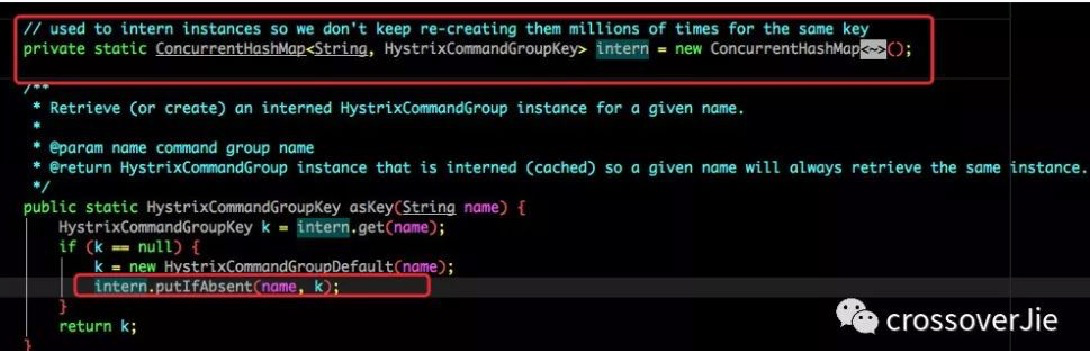 // used to intern instances so we don't keep re-creating them millions of times for the same key
private static ConcurrentHashMap<String, HystrixCommandGroupKey> intern = new ConcurrentHashMap<~>();
/**
* Retrieve (or create) an interned HystrixCommandGroup instance for a given name.
*
* @param name command group name
* @return HystrixCommandGroup instance that is interned (cached) so a given name will always retrieve the same instance.
*/
public static HystrixCommandGroupKey asKey(String name) {
HystrixCommandGroupKey k = intern.get(name);
if (k == null) {
k = new HystrixCommandGroupDefault(name);
intern.putIfAbsent(name, k);
}
return k;
}
crossoverJie